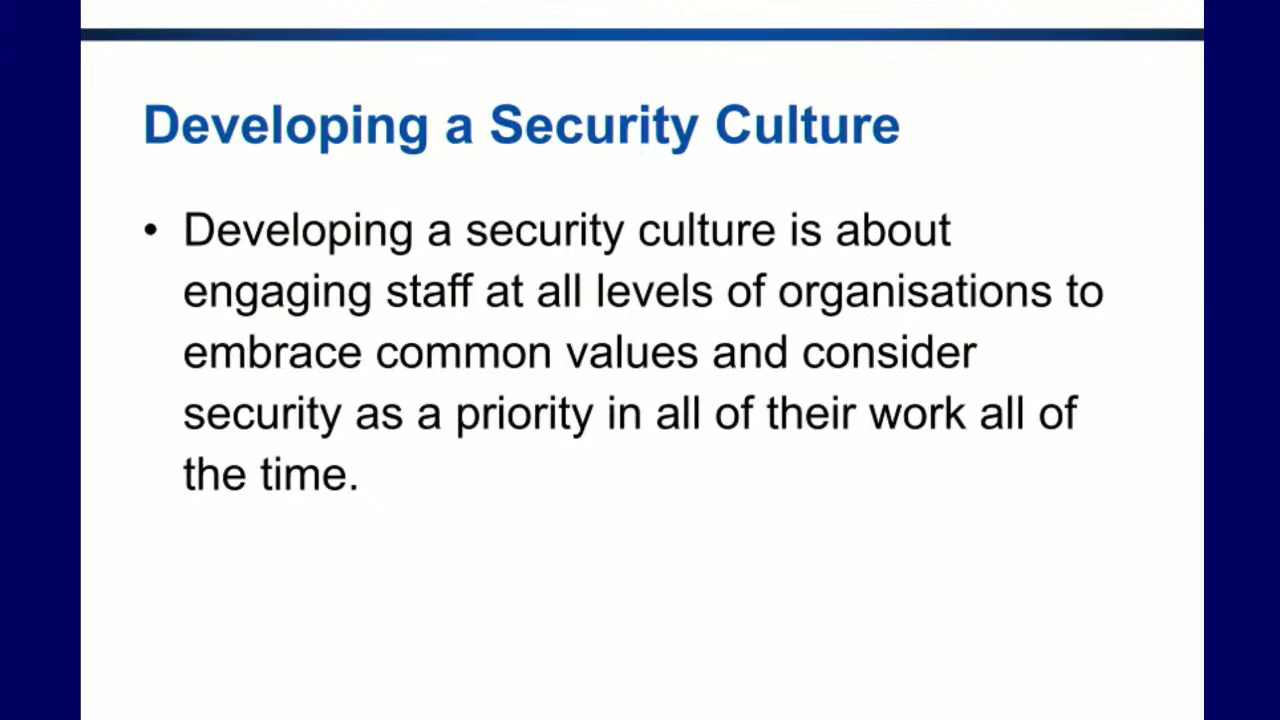 Developing a Security Culture
• Developing a security culture is about
engaging staff at all levels of organisations to
embrace common values and consider
security as a priority in all of their work all of
the time.